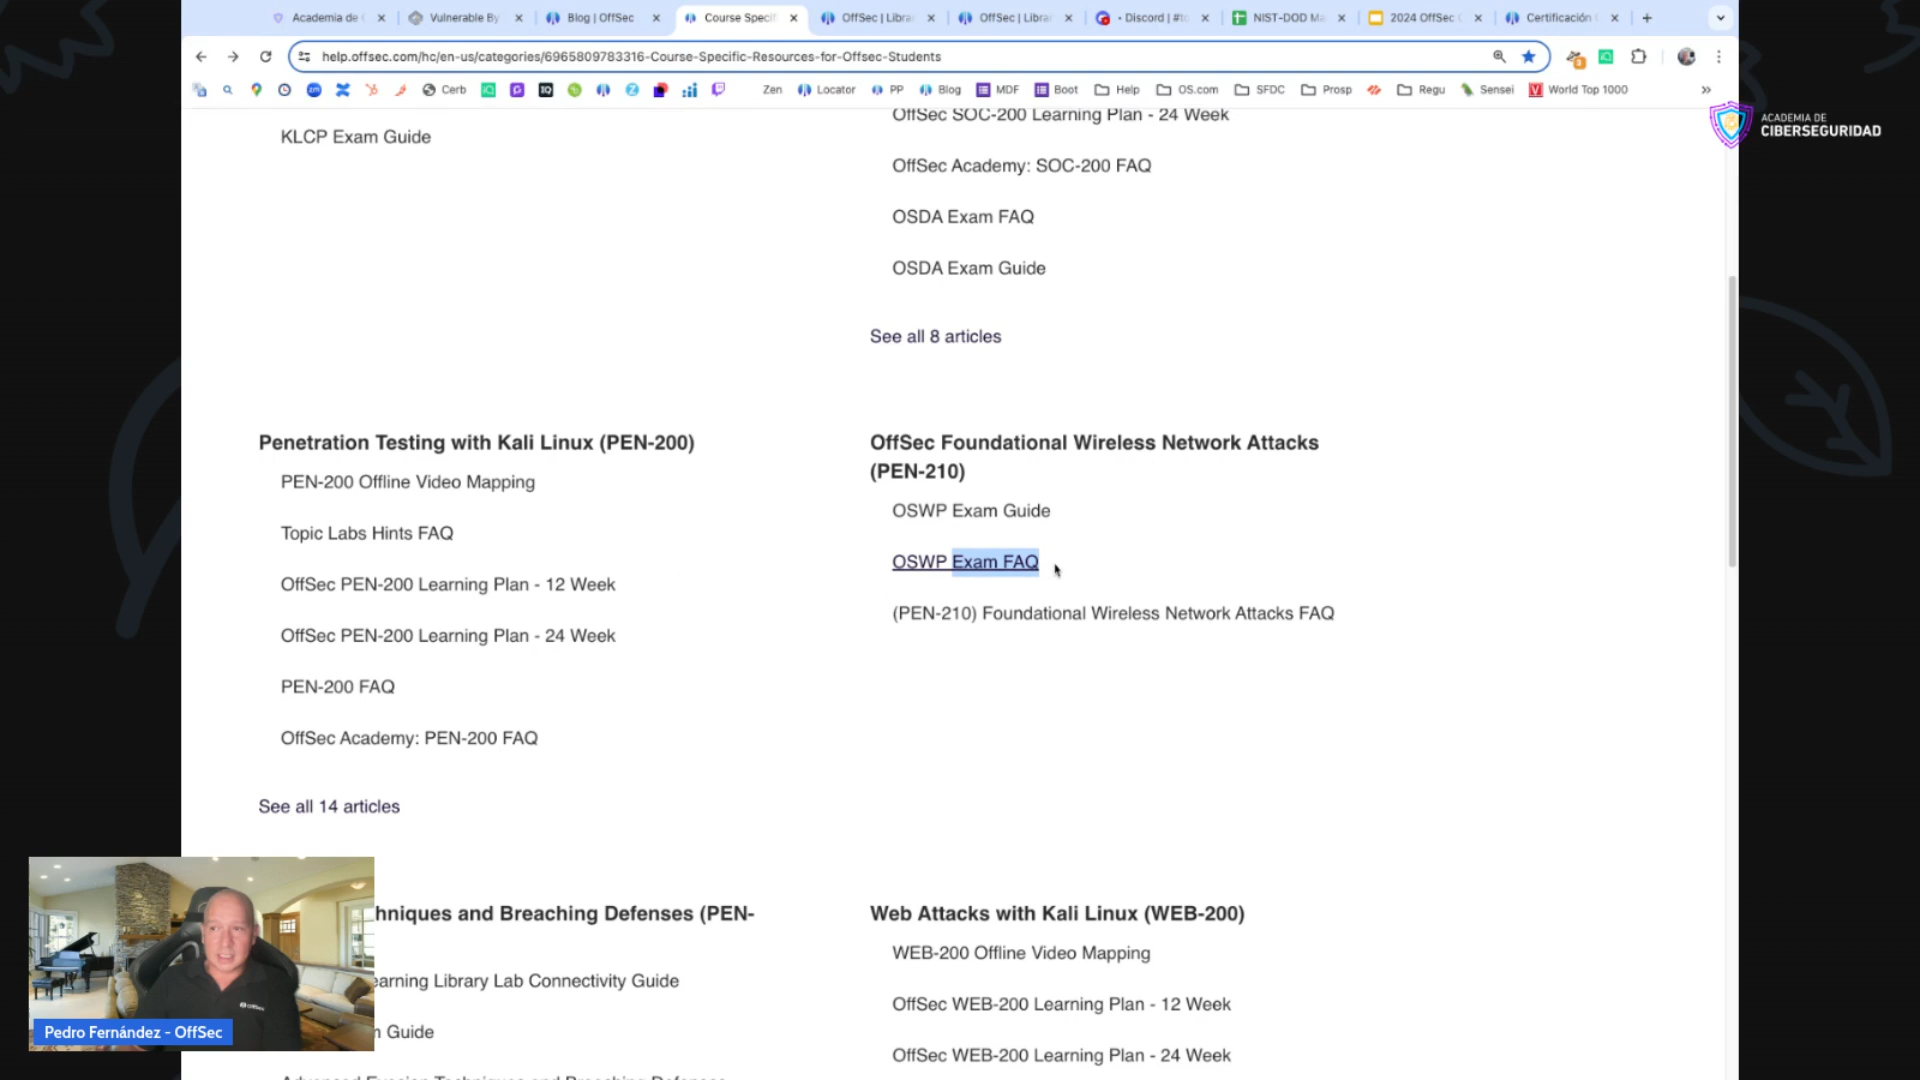 Academia de
Vulnerable By
Blog | OffSec
Course Specif
OffSec | Librar
OffSec | Librar
• Discord | #to
NIST-DOD Ma
2024 OffSec
Certificación
help.offsec.com/hc/en-us/categories/6965809783316-Course-Specific-Resources-for-Offsec-Students
Cerb
Zen
Locator
PP
Blog
MDF
Boot
Help
OS.com
SFDC
Prosp
Regu
Sensei
World Top 1000
ACADEMIA DE
CIBERSEGURIDAD
KLCP Exam Guide
OffSec SOC-200 Learning Plan - 24 Week
OffSec Academy: SOC-200 FAQ
OSDA Exam FAQ
OSDA Exam Guide
See all 8 articles
Penetration Testing with Kali Linux (PEN-200)
PEN-200 Offline Video Mapping
Topic Labs Hints FAQ
OffSec PEN-200 Learning Plan - 12 Week
OffSec PEN-200 Learning Plan - 24 Week
PEN-200 FAQ
OffSec Academy: PEN-200 FAQ
See all 14 articles
OffSec Foundational Wireless Network Attacks
(PEN-210)
OSWP Exam Guide
OSWP Exam FAQ
(PEN-210) Foundational Wireless Network Attacks FAQ
hniques and Breaching Defenses (PEN-
earning Library Lab Connectivity Guide
Guide
Web Attacks with Kali Linux (WEB-200)
WEB-200 Offline Video Mapping
OffSec WEB-200 Learning Plan - 12 Week
OffSec WEB-200 Learning Plan - 24 Week
OffSec
Pedro Fernández - OffSec